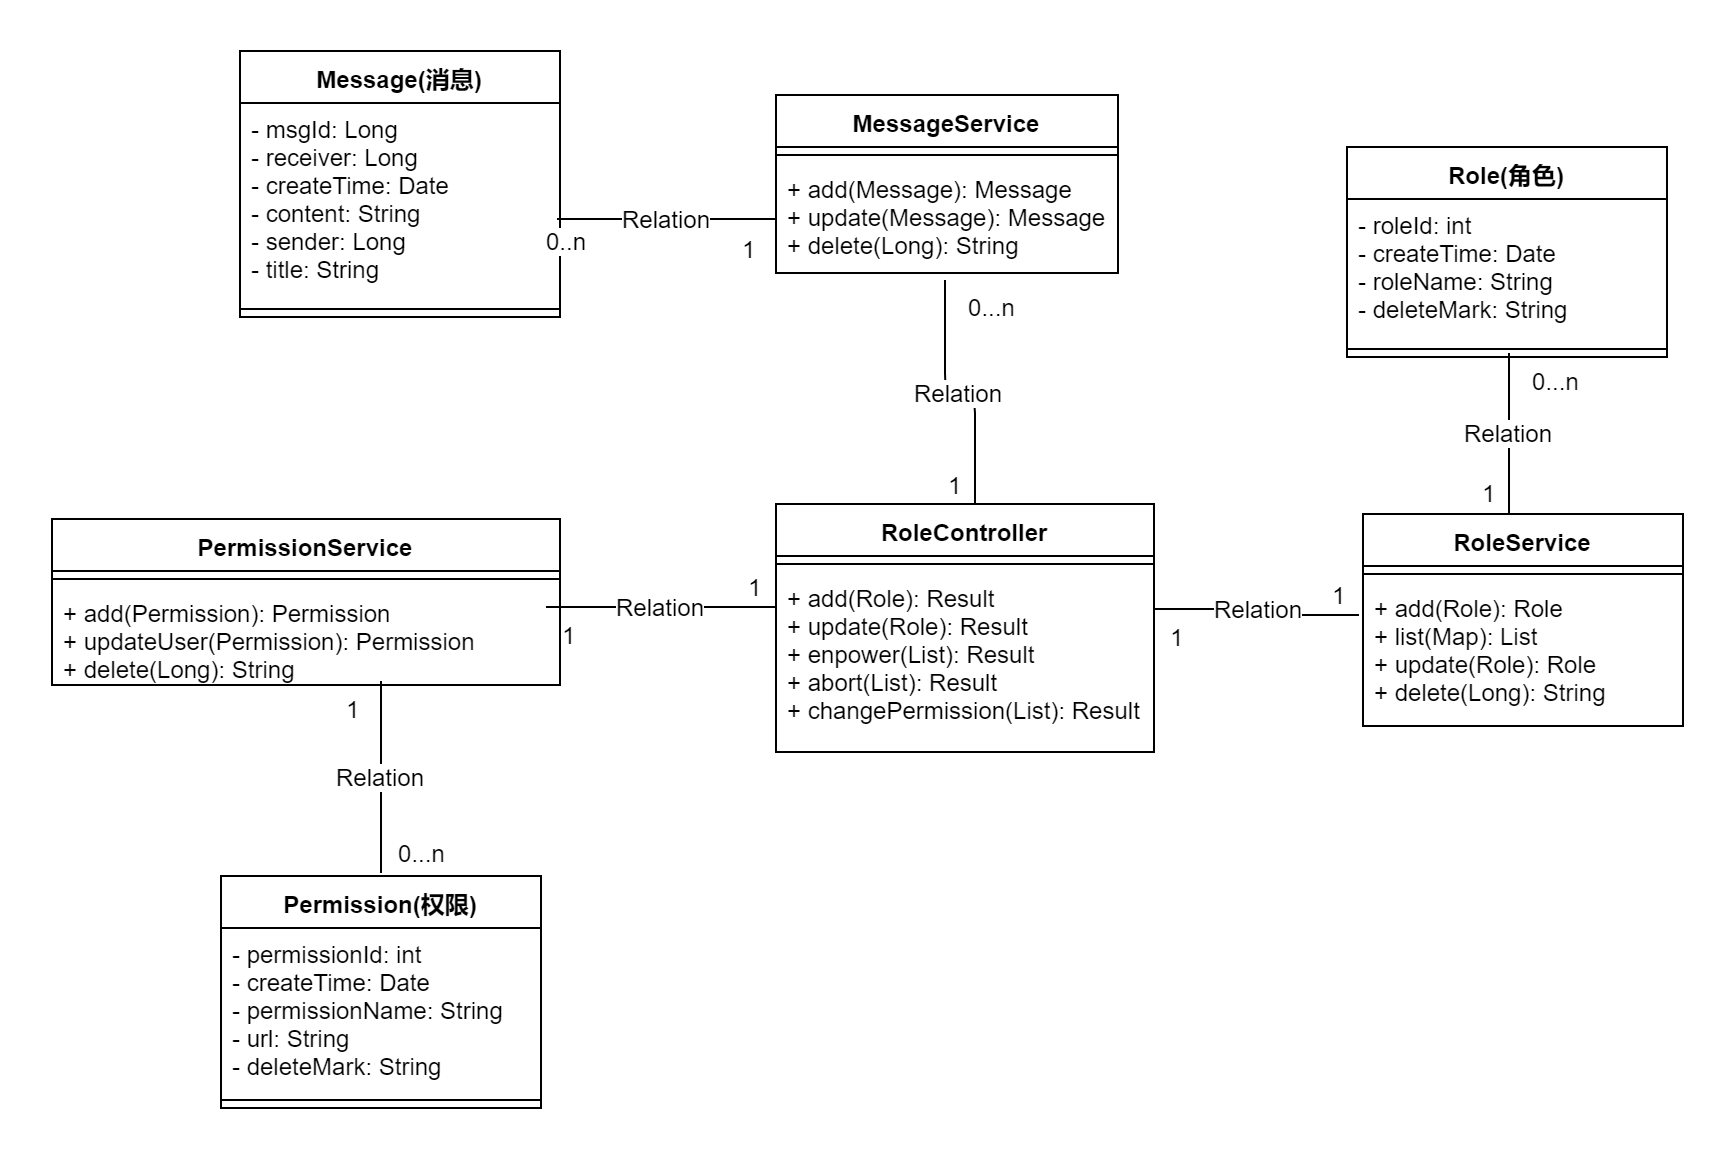 Message(消息)
- msgId: Long
- receiver: Long
- createTime: Date
- content: String
- sender: Long
- title: String
0..n
Relation
1
MessageService
+ add(Message): Message
+ update(Message): Message
+ delete(Long): String
0...n
Relation
1
Role(角色)
- roleId: int
- createTime: Date
- roleName: String
- deleteMark: String
0...n
Relation
1
PermissionService
+ add(Permission): Permission
+ updateUser(Permission): Permission
+ delete(Long): String
1
Relation
1
RoleController
+ add(Role): Result
+ update(Role): Result
+ enpower(List): Result
+ abort(List): Result
+ changePermission(List): Result
1
Relation
1
RoleService
+ add(Role): Role
+ list(Map): List
+ update(Role): Role
+ delete(Long): String
1
Relation
0...n
Permission(权限)
- permissionId: int
- createTime: Date
- permissionName: String
- url: String
- deleteMark: String